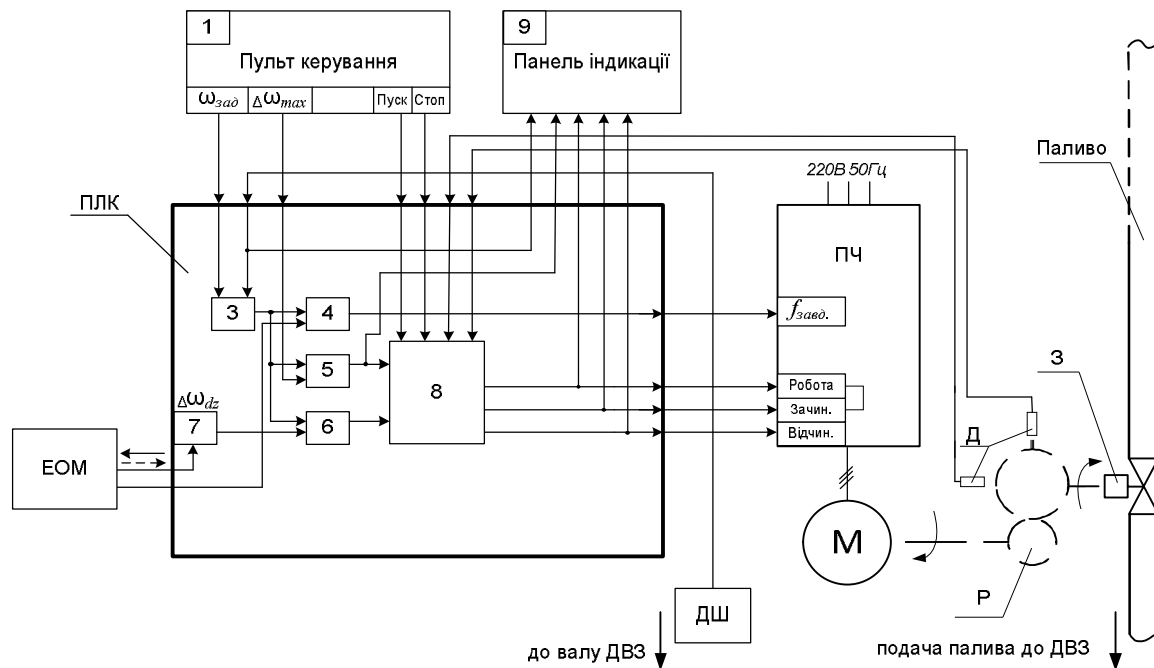 1
Пульт керування
ωзад
Δωmax
Пуск
Стоп
9
Панель індикації
220В 50Гц
Паливо
ПЛК
ПЧ
3
4
fзавд.
5
8
З
Робота
Зачин.
Відчин.
Δωdz
7
6
Д
ЕОМ
М
Р
ДШ
до валу ДВЗ
подача палива до ДВЗ